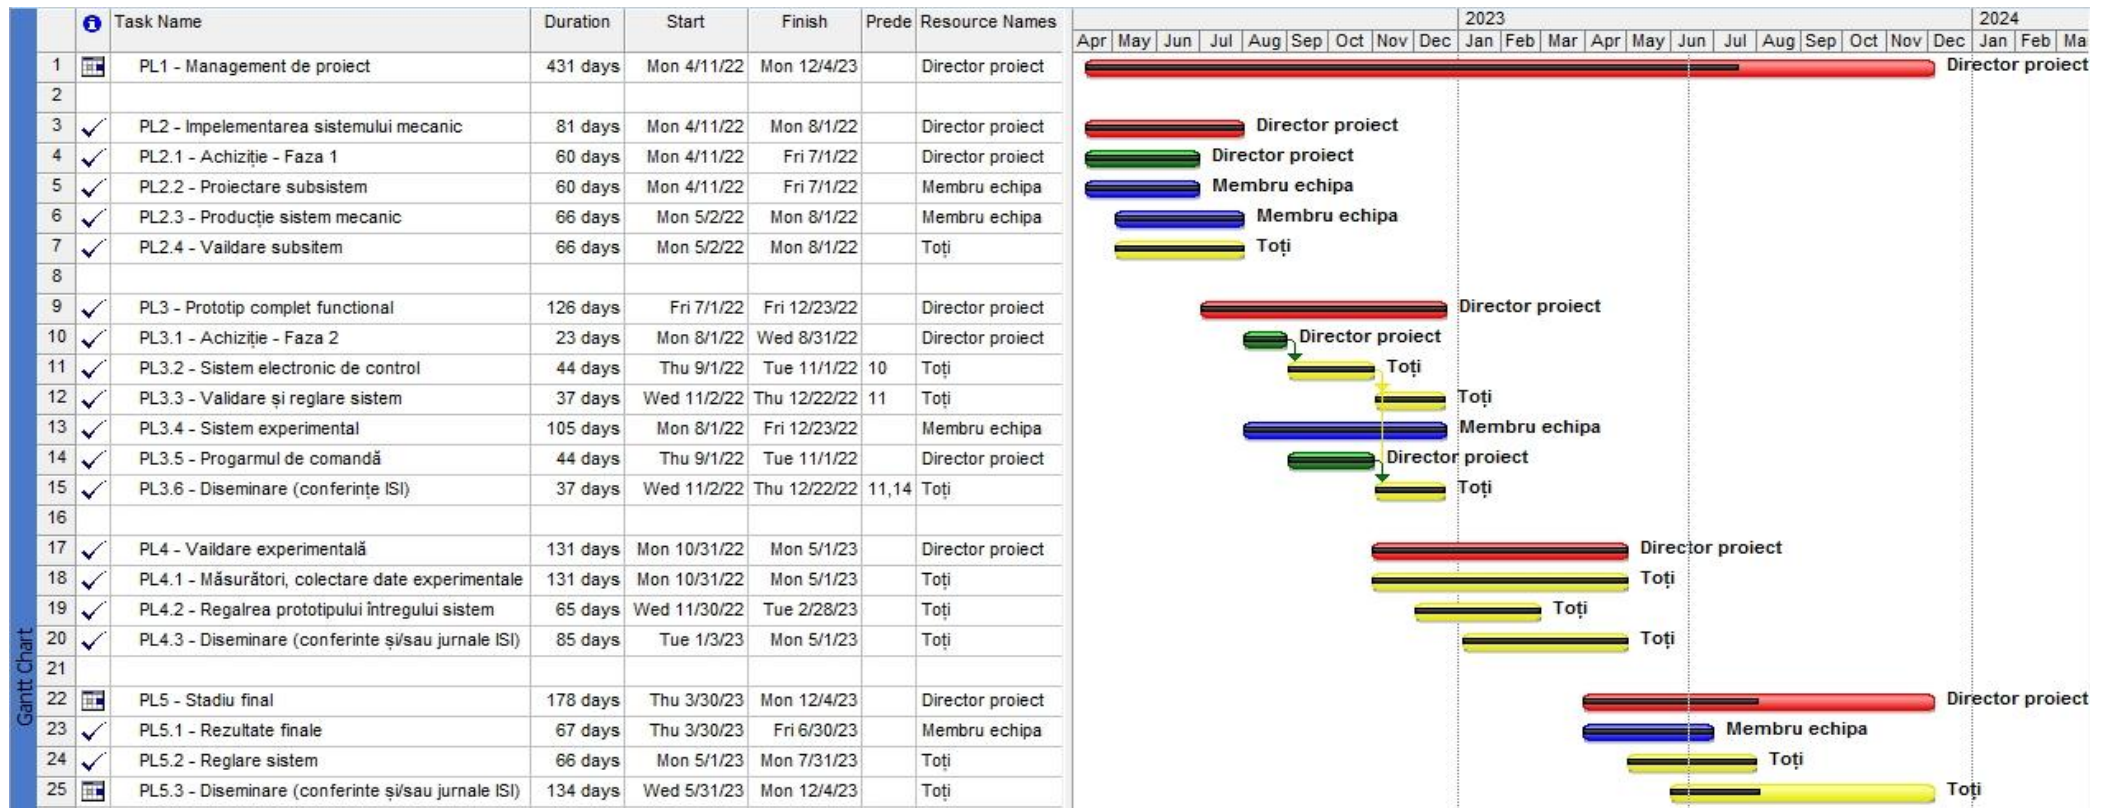 Task Name Duration Start Finish Prede Resource Names 2023 2024
Apr May Jun Jul Aug Sep Oct Nov Dec Jan Feb Mar Apr May Jun Jul Aug Sep Oct Nov Dec Jan Feb Ma
1 PL1 - Management de proiect 431 days Mon 4/11/22 Mon 12/4/23 Director proiect Director proiect
2
3 PL2 - Impelementarea sistemului mecanic 81 days Mon 4/11/22 Mon 8/1/22 Director proiect Director proiect
4 PL2.1 - Achiziție - Faza 1 60 days Mon 4/11/22 Fri 7/1/22 Director proiect Director proiect
5 PL2.2 - Proiectare subsistem 60 days Mon 4/11/22 Fri 7/1/22 Membru echipa Membru echipa
6 PL2.3 - Producție sistem mecanic 66 days Mon 5/2/22 Mon 8/1/22 Membru echipa Membru echipa
7 PL2.4 - Vaildare subsitem 66 days Mon 5/2/22 Mon 8/1/22 Toți Toți
8
9 PL3 - Prototip complet functional 126 days Fri 7/1/22 Fri 12/23/22 Director proiect Director proiect
10 PL3.1 - Achiziție - Faza 2 23 days Mon 8/1/22 Wed 8/31/22 Director proiect Director proiect
11 PL3.2 - Sistem electronic de control 44 days Thu 9/1/22 Tue 11/1/22 10 Toți Toți
12 PL3.3 - Validare și reglare sistem 37 days Wed 11/2/22 Thu 12/22/22 11 Toți Toți
13 PL3.4 - Sistem experimental 105 days Mon 8/1/22 Fri 12/23/22 Membru echipa Membru echipa
14 PL3.5 - Progarmul de comandă 44 days Thu 9/1/22 Tue 11/1/22 Director proiect Director proiect
15 PL3.6 - Diseminare (conferințe ISI) 37 days Wed 11/2/22 Thu 12/22/22 11,14 Toți Toți
16
17 PL4 - Vaildare experimentală 131 days Mon 10/31/22 Mon 5/1/23 Director proiect Director proiect
18 PL4.1 - Măsurători, colectare date experimentale 131 days Mon 10/31/22 Mon 5/1/23 Toți Toți
19 PL4.2 - Regalrea prototipului întregului sistem 65 days Wed 11/30/22 Tue 2/28/23 Toți Toți
20 PL4.3 - Diseminare (conferinte și/sau jurnale ISI) 85 days Tue 1/3/23 Mon 5/1/23 Toți Toți
21
22 PL5 - Stadiu final 178 days Thu 3/30/23 Mon 12/4/23 Director proiect Director proiect
23 PL5.1 - Rezultate finale 67 days Thu 3/30/23 Fri 6/30/23 Membru echipa Membru echipa
24 PL5.2 - Reglare sistem 66 days Mon 5/1/23 Mon 7/31/23 Toți Toți
25 PL5.3 - Diseminare (conferinte și/sau jurnale ISI) 134 days Wed 5/31/23 Mon 12/4/23 Toți Toți
Gantt Chart